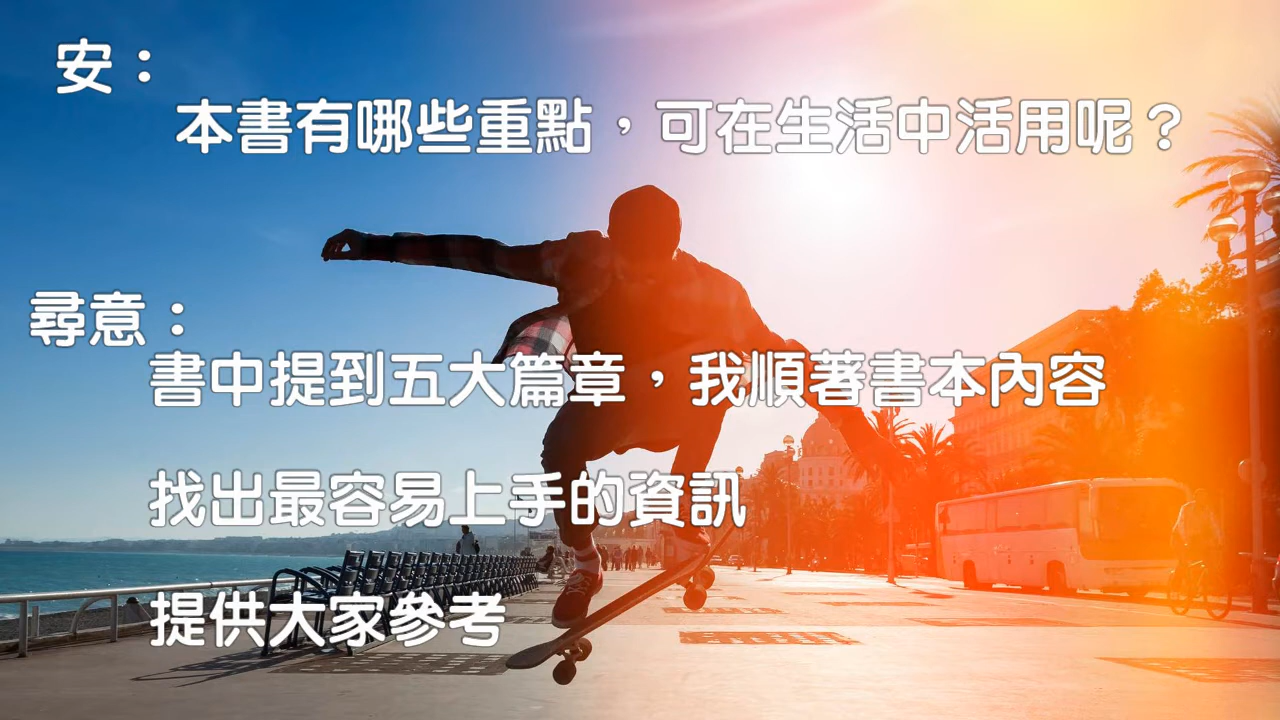 安：
本書有哪些重點，可在生活中活用呢？
尋意：
書中提到五大篇章，我順著書本內容
找出最容易上手的資訊
提供大家參考